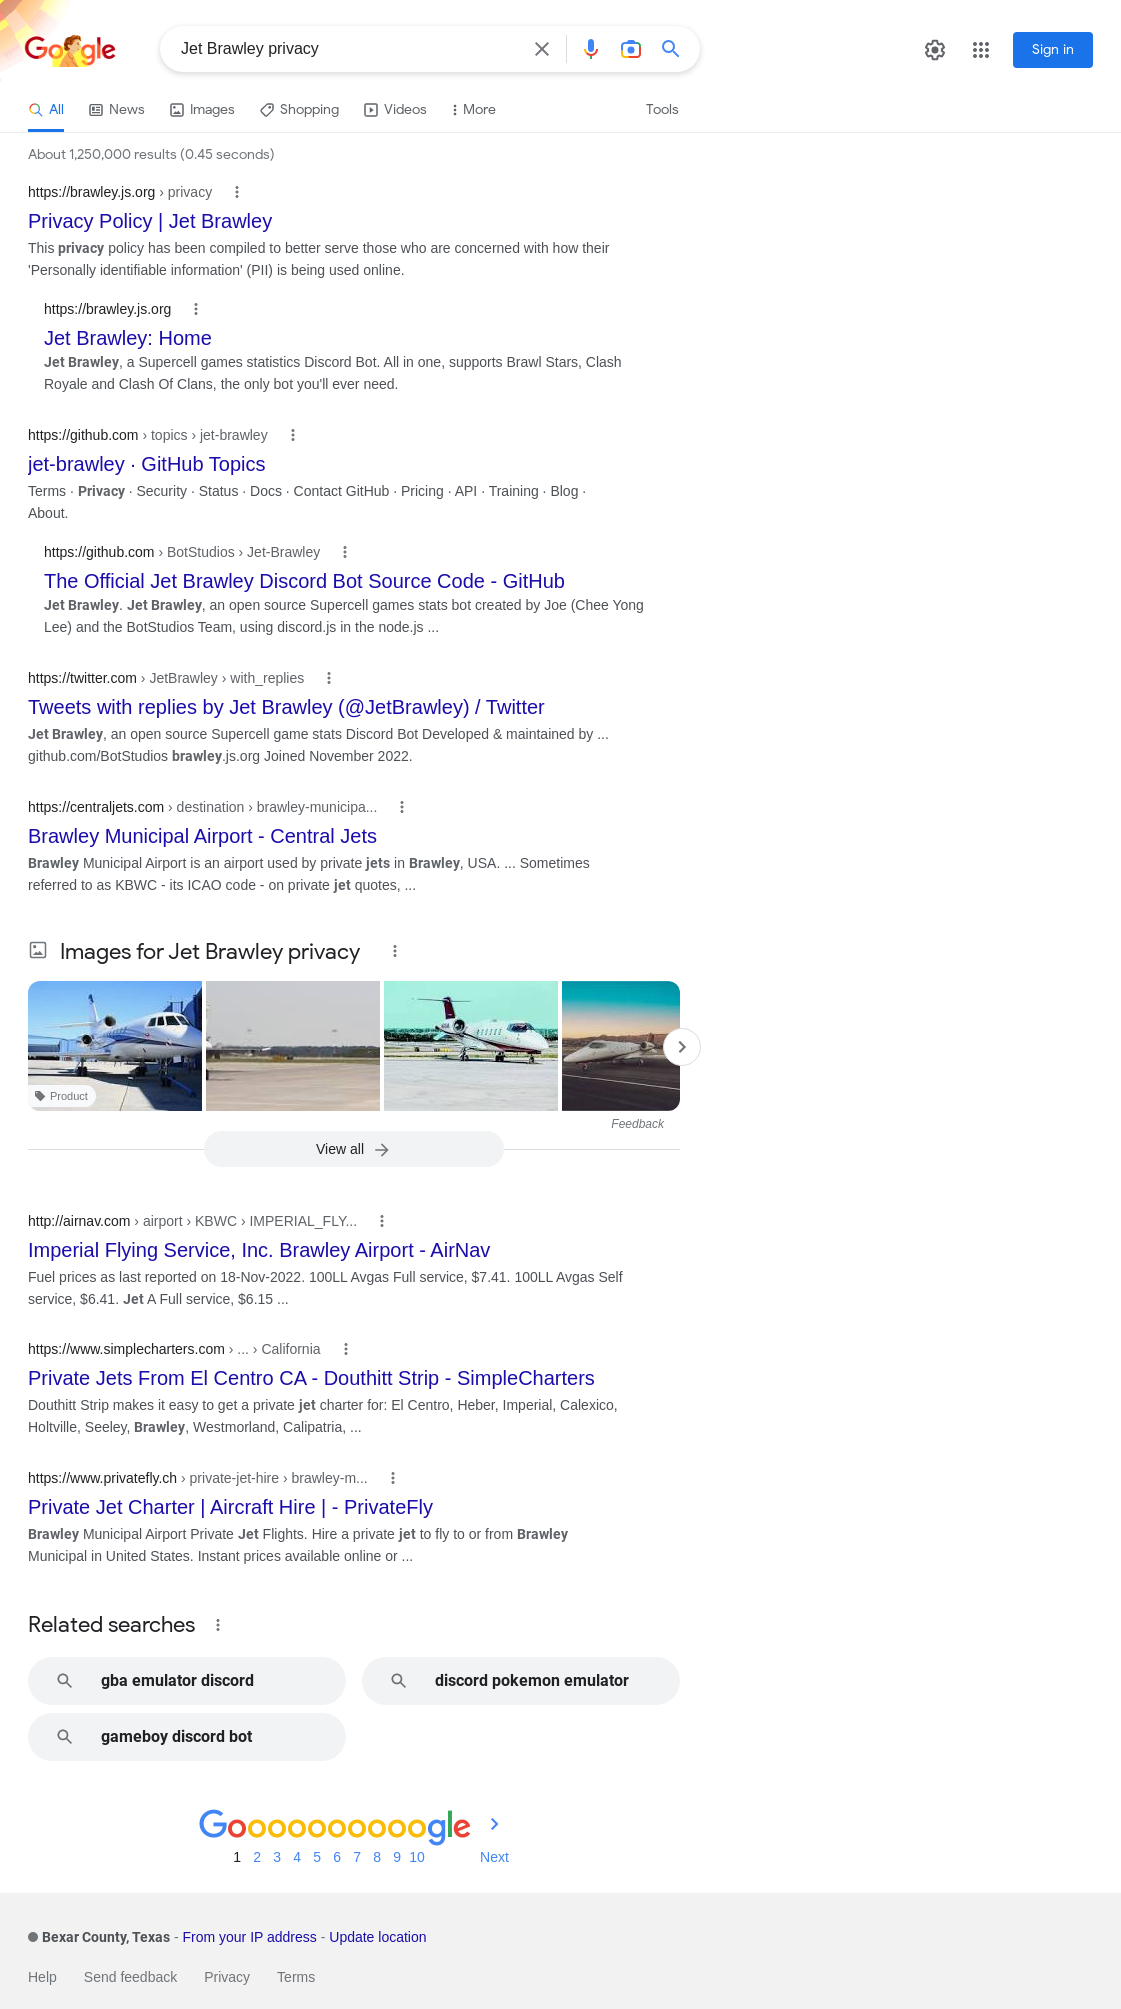 Google
Jet Brawley privacy
Sign in
All
News
Images
Shopping
Videos
More
Tools
About 1,250,000 results (0.45 seconds)
https://brawley.js.org › privacy
Privacy Policy | Jet Brawley
This privacy policy has been compiled to better serve those who are concerned with how their
'Personally identifiable information' (PII) is being used online.
https://brawley.js.org
Jet Brawley: Home
Jet Brawley, a Supercell games statistics Discord Bot. All in one, supports Brawl Stars, Clash
Royale and Clash Of Clans, the only bot you'll ever need.
https://github.com › topics › jet-brawley
jet-brawley · GitHub Topics
Terms · Privacy · Security · Status · Docs · Contact GitHub · Pricing · API · Training · Blog ·
About.
https://github.com › BotStudios › Jet-Brawley
The Official Jet Brawley Discord Bot Source Code - GitHub
Jet Brawley. Jet Brawley, an open source Supercell games stats bot created by Joe (Chee Yong
Lee) and the BotStudios Team, using discord.js in the node.js ...
https://twitter.com › JetBrawley › with_replies
Tweets with replies by Jet Brawley (@JetBrawley) / Twitter
Jet Brawley, an open source Supercell game stats Discord Bot Developed & maintained by ...
github.com/BotStudios brawley.js.org Joined November 2022.
https://centraljets.com › destination › brawley-municipa...
Brawley Municipal Airport - Central Jets
Brawley Municipal Airport is an airport used by private jets in Brawley, USA. ... Sometimes
referred to as KBWC - its ICAO code - on private jet quotes, ...
Images for Jet Brawley privacy
Product
Feedback
View all
http://airnav.com › airport › KBWC › IMPERIAL_FLY...
Imperial Flying Service, Inc. Brawley Airport - AirNav
Fuel prices as last reported on 18-Nov-2022. 100LL Avgas Full service, $7.41. 100LL Avgas Self
service, $6.41. Jet A Full service, $6.15 ...
https://www.simplecharters.com › ... › California
Private Jets From El Centro CA - Douthitt Strip - SimpleCharters
Douthitt Strip makes it easy to get a private jet charter for: El Centro, Heber, Imperial, Calexico,
Holtville, Seeley, Brawley, Westmorland, Calipatria, ...
https://www.privatefly.ch › private-jet-hire › brawley-m...
Private Jet Charter | Aircraft Hire | - PrivateFly
Brawley Municipal Airport Private Jet Flights. Hire a private jet to fly to or from Brawley
Municipal in United States. Instant prices available online or ...
Related searches
gba emulator discord
discord pokemon emulator
gameboy discord bot
Goooooooooogle
1 2 3 4 5 6 7 8 9 10 Next
Bexar County, Texas - From your IP address - Update location
Help Send feedback Privacy Terms